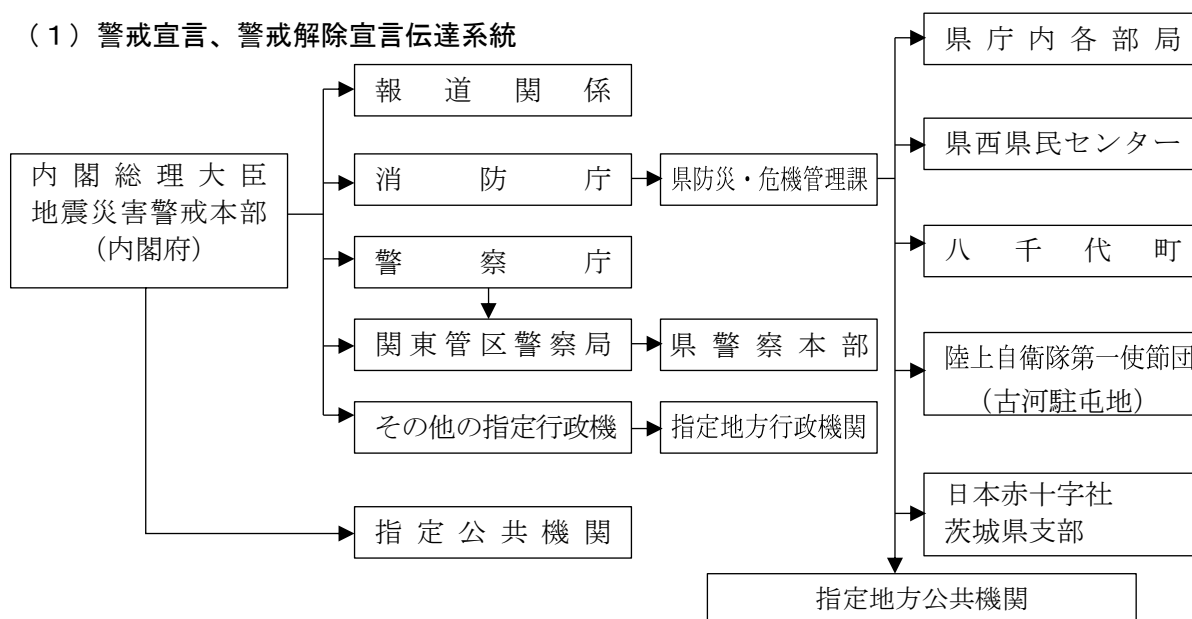 （１）警戒宣言、警戒解除宣言伝達系統
報道関係
消防庁
県防災・危機管理課
内閣総理大臣
地震災害警戒本部
（内閣府）
警察庁
関東管区警察局
県警察本部
その他の指定行政機
指定地方行政機関
指定公共機関
県庁内各部局
県西県民センター
八千代町
陸上自衛隊第一使節団
（古河駐屯地）
日本赤十字社
茨城県支部
指定地方公共機関